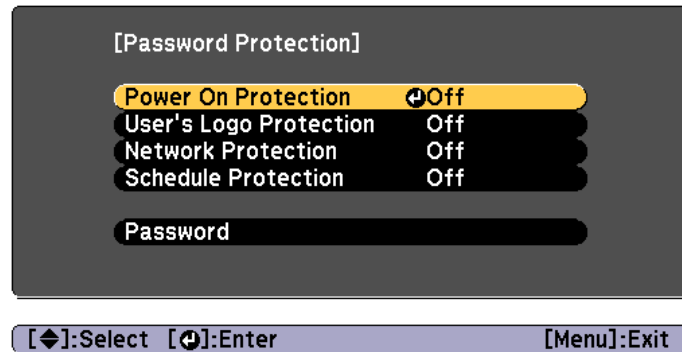 [Password Protection]
Power On Protection Off
User's Logo Protection Off
Network Protection Off
Schedule Protection Off
Password
[◆]:Select [↵]:Enter [Menu]:Exit